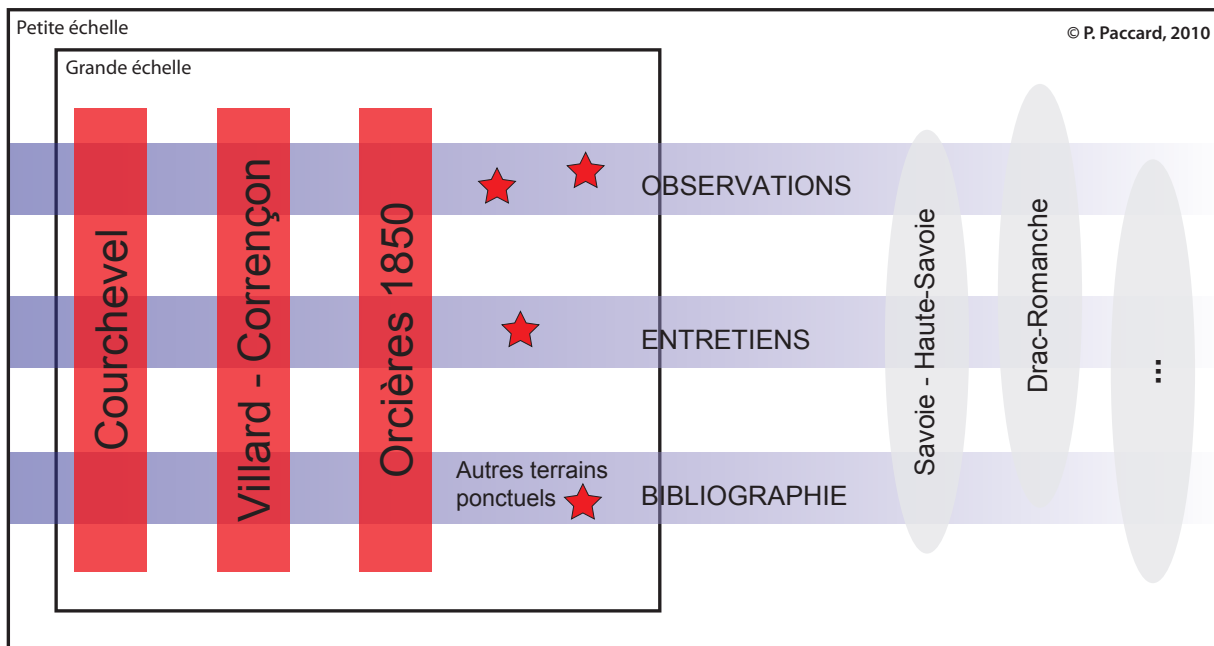 Petite échelle
© P. Paccard, 2010
Grande échelle
Courchevel
Villard - Corrençon
Orcières 1850
OBSERVATIONS
ENTRETIENS
Autres terrains
ponctuels
BIBLIOGRAPHIE
Savoie - Haute-Savoie
Drac-Romanche
...